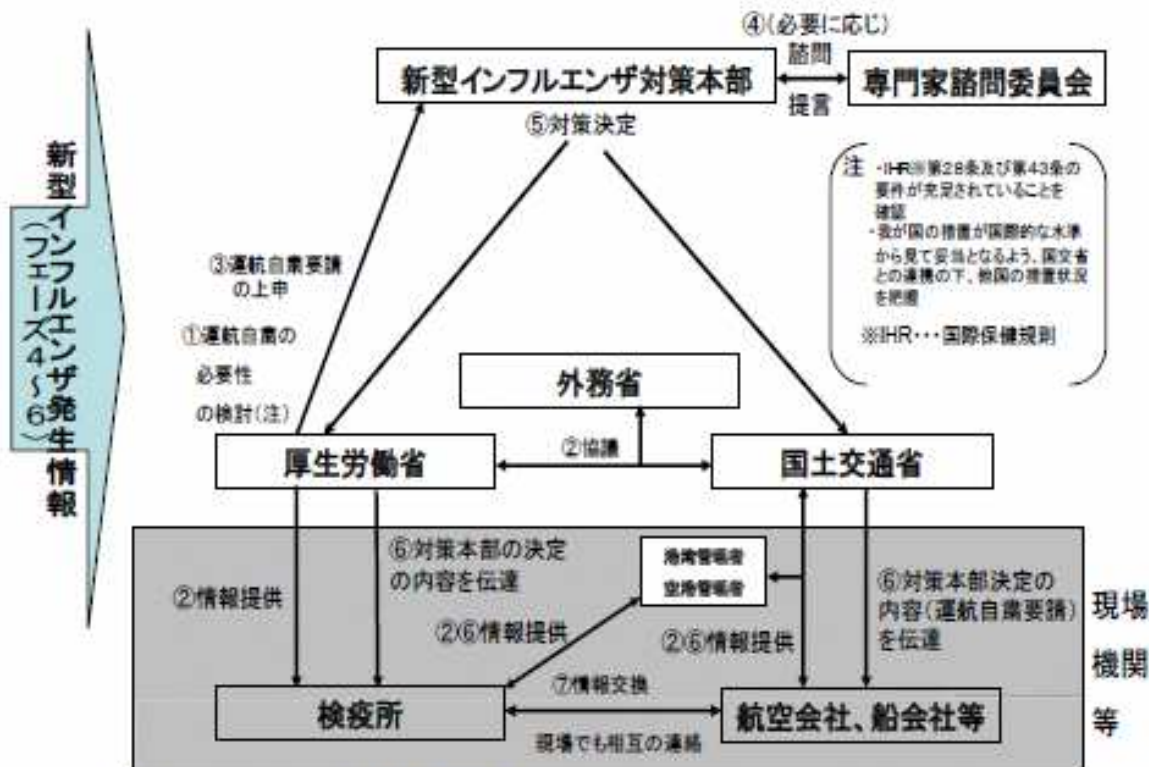 ④(必要に応じ)
諮問
新型インフルエンザ対策本部
専門家諮問委員会
提言
⑤対策決定
新型インフルエンザ発生情報
(フェーズ4~6)
注 ・IHR※第28条及び第43条の
要件が充足されていることを
確認
・我が国の措置が国際的な水準
から見て妥当となるよう、国交省
との連携の下、他国の措置状況
を把握
※IHR・・・国際保健規則
③運航自粛要請
の上申
①運航自粛の
必要性
の検討(注)
外務省
②協議
厚生労働省
国土交通省
⑥対策本部の決定
の内容を伝達
港湾管理者
空港管理者
⑥対策本部決定の
内容(運航自粛要請)
を伝達
②情報提供
②⑥情報提供
②⑥情報提供
現場
機関
等
⑦情報交換
検疫所
航空会社、船会社等
現場でも相互の連絡